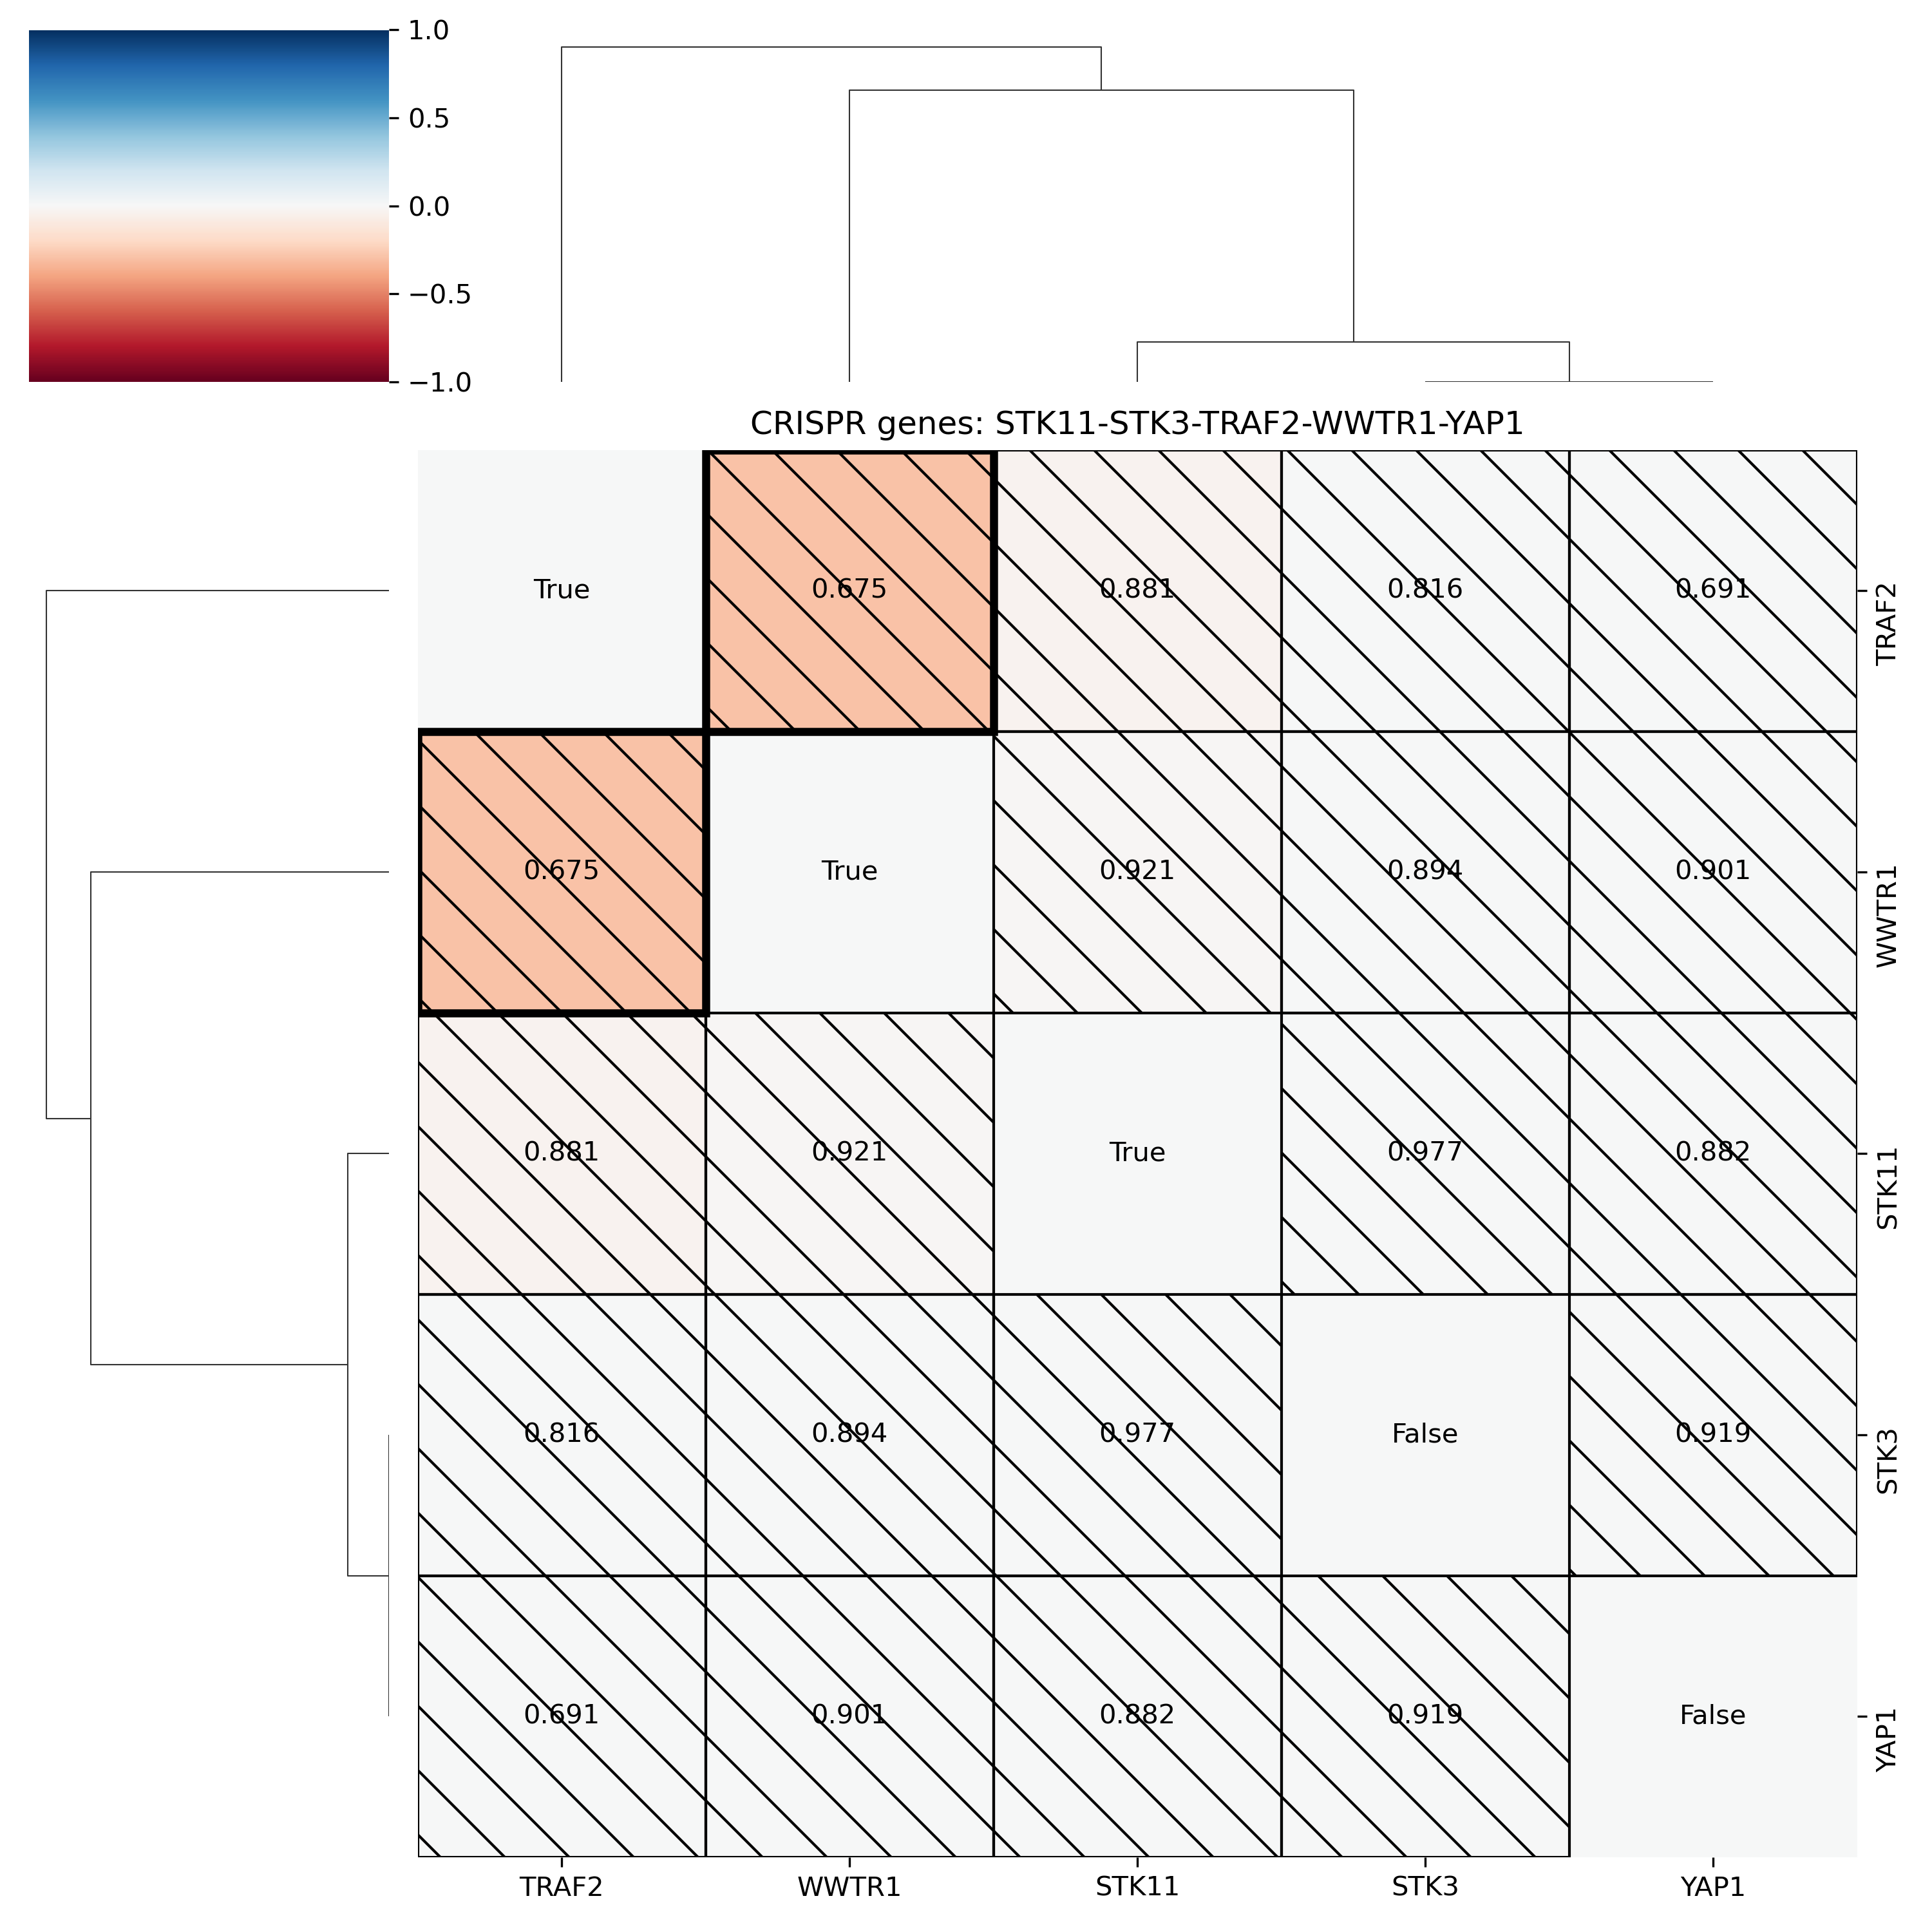 1.0
0.5
0.0
−0.5
−1.0
CRISPR genes: STK11-STK3-TRAF2-WWTR1-YAP1
True 0.675 0.881 0.816 0.691 TRAF2
0.675 True 0.921 0.894 0.901 WWTR1
0.881 0.921 True 0.977 0.882 STK11
0.816 0.894 0.977 False 0.919 STK3
0.691 0.901 0.882 0.919 False YAP1
TRAF2 WWTR1 STK11 STK3 YAP1